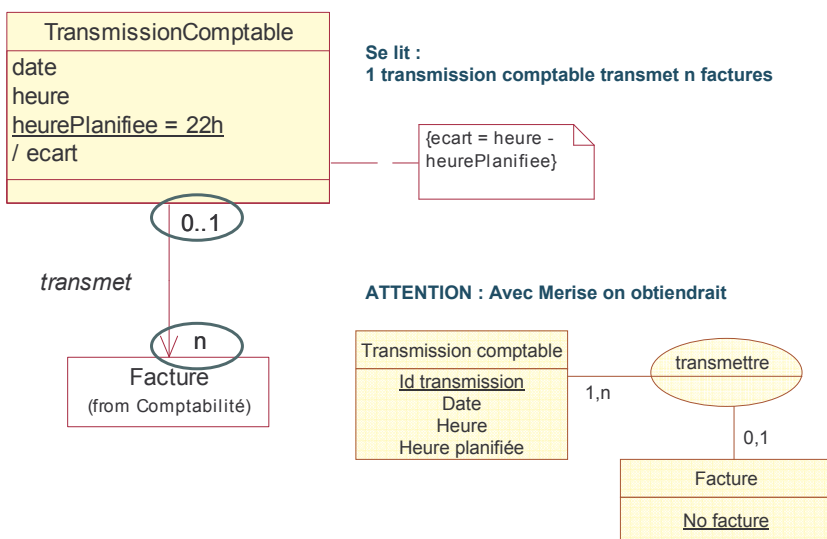 TransmissionComptable
date
heure
heurePlanifiee = 22h
/ ecart
Se lit :
1 transmission comptable transmet n factures
{ecart = heure -
heurePlanifiee}
0..1
transmet
n
Facture
(from Comptabilité)
ATTENTION : Avec Merise on obtiendrait
Transmission comptable
Id transmission
Date
Heure
Heure planifiée
1,n
transmettre
0,1
Facture
No facture